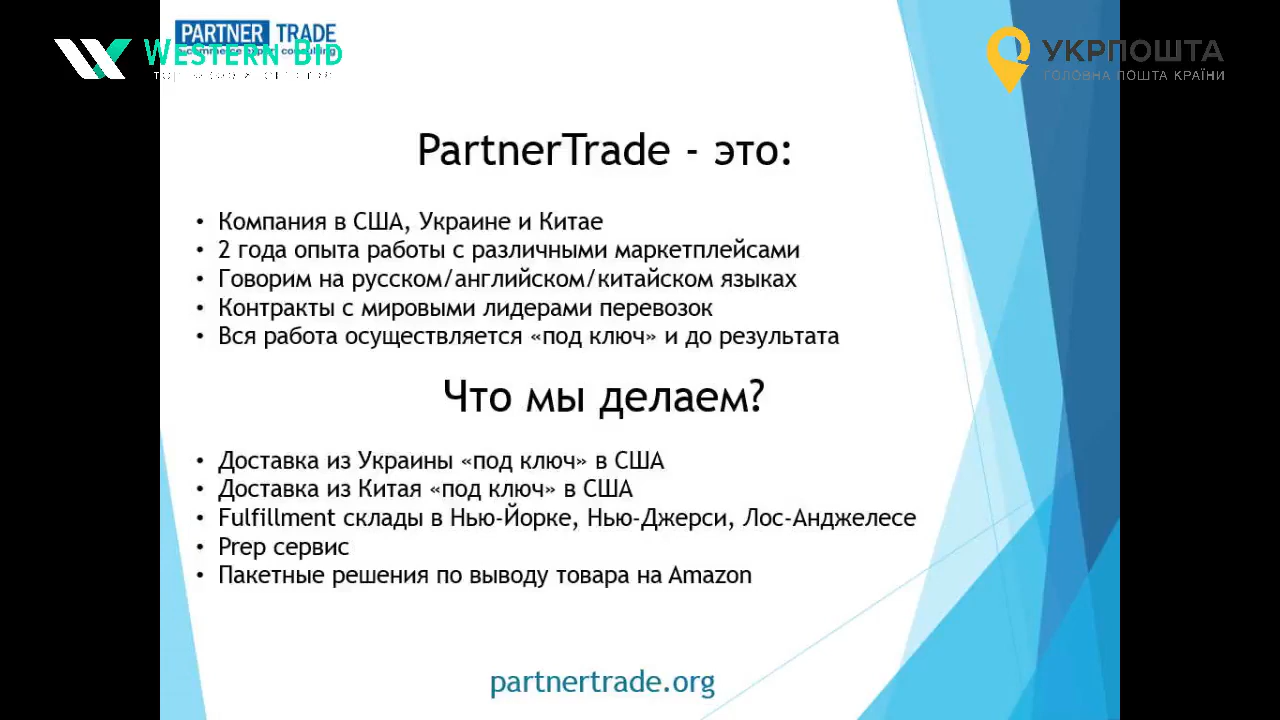 PARTNER TRADE
e-commerce expert consulting
WESTERN BID
УКРПОШТА
ГОЛОВНА ПОШТА КРАЇНИ
PartnerTrade - это:
• Компания в США, Украине и Китае
• 2 года опыта работы с различными маркетплейсами
• Говорим на русском/английском/китайском языках
• Контракты с мировыми лидерами перевозок
• Вся работа осуществляется «под ключ» и до результата
Что мы делаем?
• Доставка из Украины «под ключ» в США
• Доставка из Китая «под ключ» в США
• Fulfillment склады в Нью-Йорке, Нью-Джерси, Лос-Анджелесе
• Prep сервис
• Пакетные решения по выводу товара на Amazon
partnertrade.org